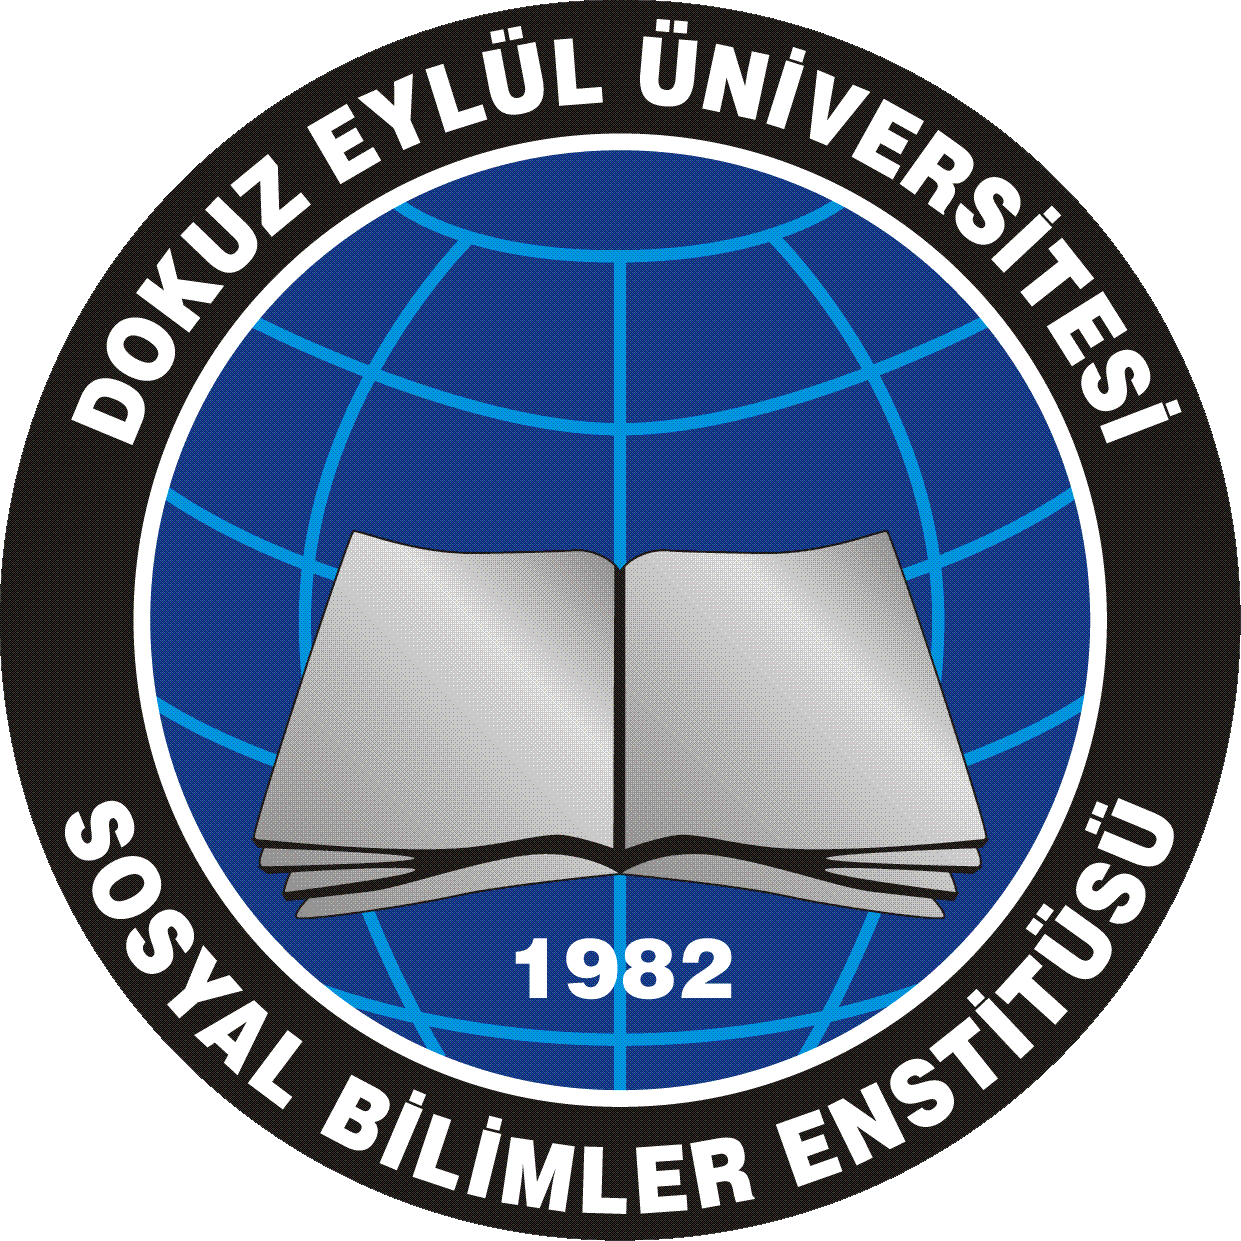 DOKUZ EYLÜL ÜNİVERSİTESİ
1982
SOSYAL BİLİMLER ENSTİTÜSÜ